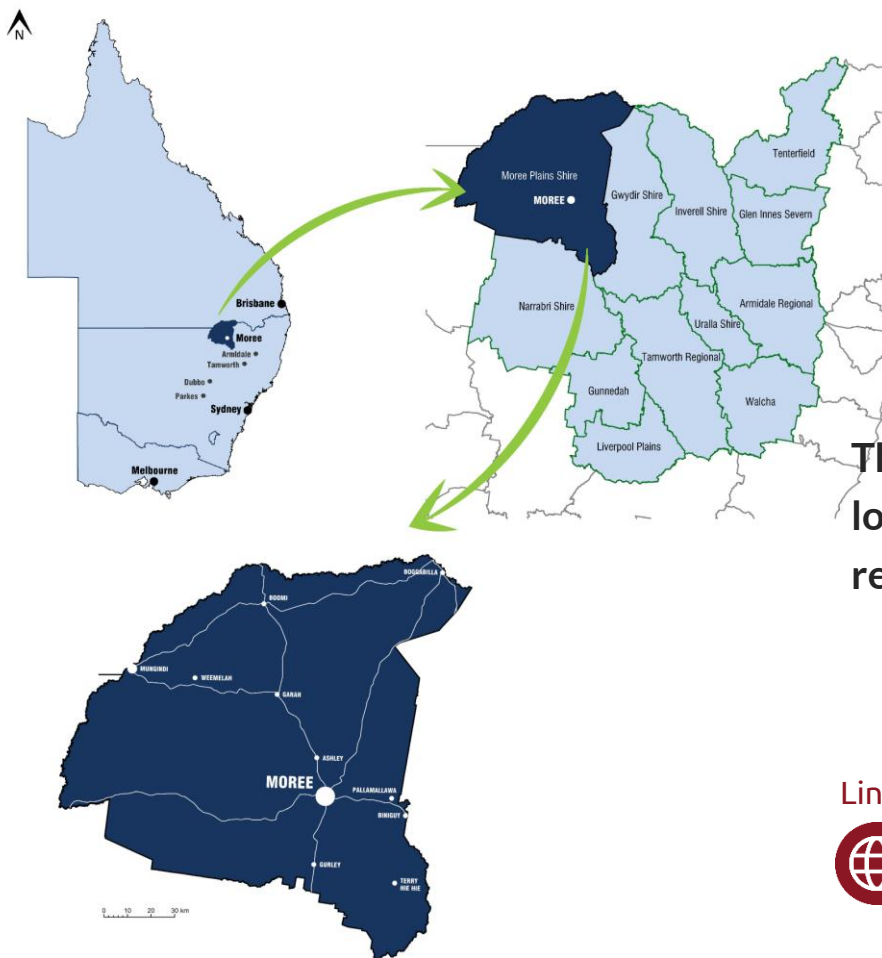 N
Brisbane
Moree
Armidale
Tamworth
Dubbo
Parkes
Sydney
Melbourne
Tenterfield
Moree Plains Shire
MOREE
Gwydir Shire
Inverell Shire
Glen Innes Severn
Narrabri Shire
Armidale Regional
Uralla Shire
Tamworth Regional
Gunnedah
Walcha
Liverpool Plains
BOGGABILLA
BOOMI
MUNGINDI
WEEMELAH
GARAH
ASHLEY
MOREE
PALLAMALLAWA
BINIGUY
GURLEY
TERRY
HIE HIE
0 10 20 30 km